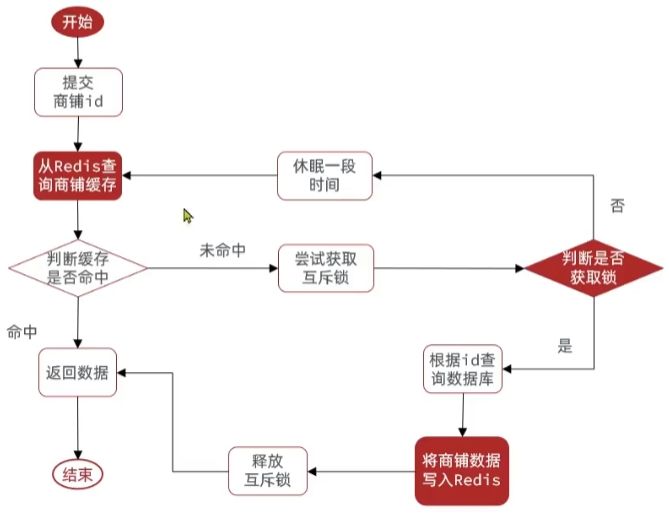 开始
提交
商铺id
从Redis查
询商铺缓存
休眠一段
时间
否
判断缓存
是否命中
未命中
尝试获取
互斥锁
判断是否
获取锁
命中
是
返回数据
根据id查
询数据库
结束
释放
互斥锁
将商铺数据
写入Redis